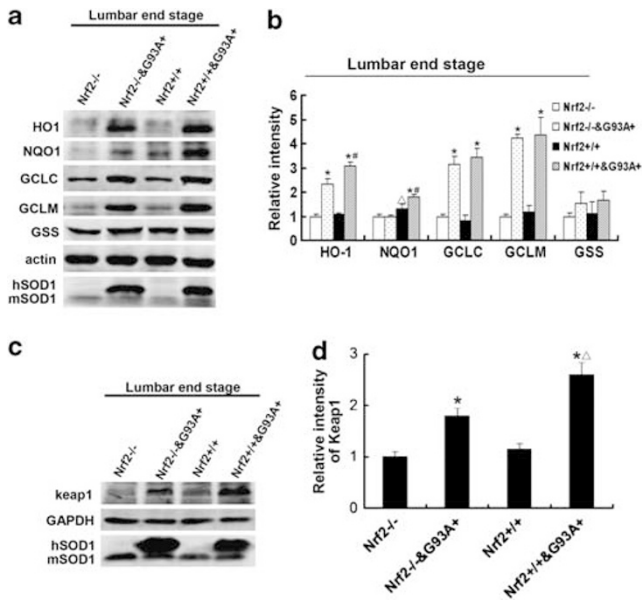 a
Lumbar end stage
Nrf2-/-
Nrf2-/-&G93A+
Nrf2+/+
Nrf2+/+&G93A+
HO1
NQO1
GCLC
GCLM
GSS
actin
hSOD1
mSOD1
b
Lumbar end stage
Relative intensity
6
5
4
3
2
1
0
Nrf2-/-
Nrf2-/-&G93A+
Nrf2+/+
Nrf2+/+&G93A+
* *# △ *# * * * *
HO-1 NQO1 GCLC GCLM GSS
c
Lumbar end stage
Nrf2-/-
Nrf2-/-&G93A+
Nrf2+/+
Nrf2+/+&G93A+
keap1
GAPDH
hSOD1
mSOD1
d
Relative intensity
of Keap1
3
2
1
0
*
*△
Nrf2-/-
Nrf2-/-&G93A+
Nrf2+/+
Nrf2+/+&G93A+